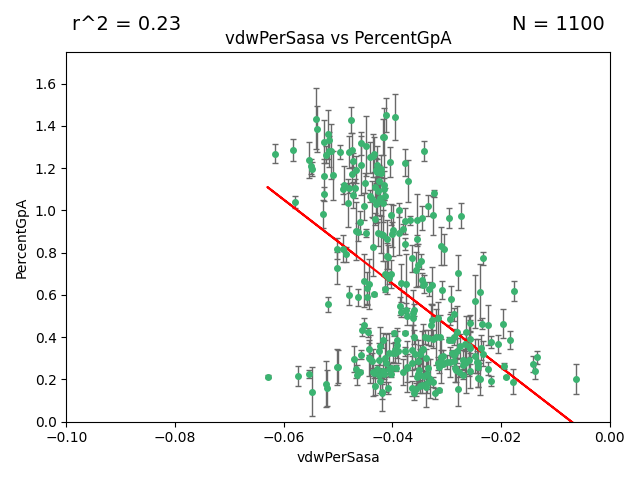 r^2 = 0.23
N = 1100
vdwPerSasa vs PercentGpA
PercentGpA
1.6
1.4
1.2
1.0
0.8
0.6
0.4
0.2
0.0
−0.10 −0.08 −0.06 −0.04 −0.02 0.00
vdwPerSasa